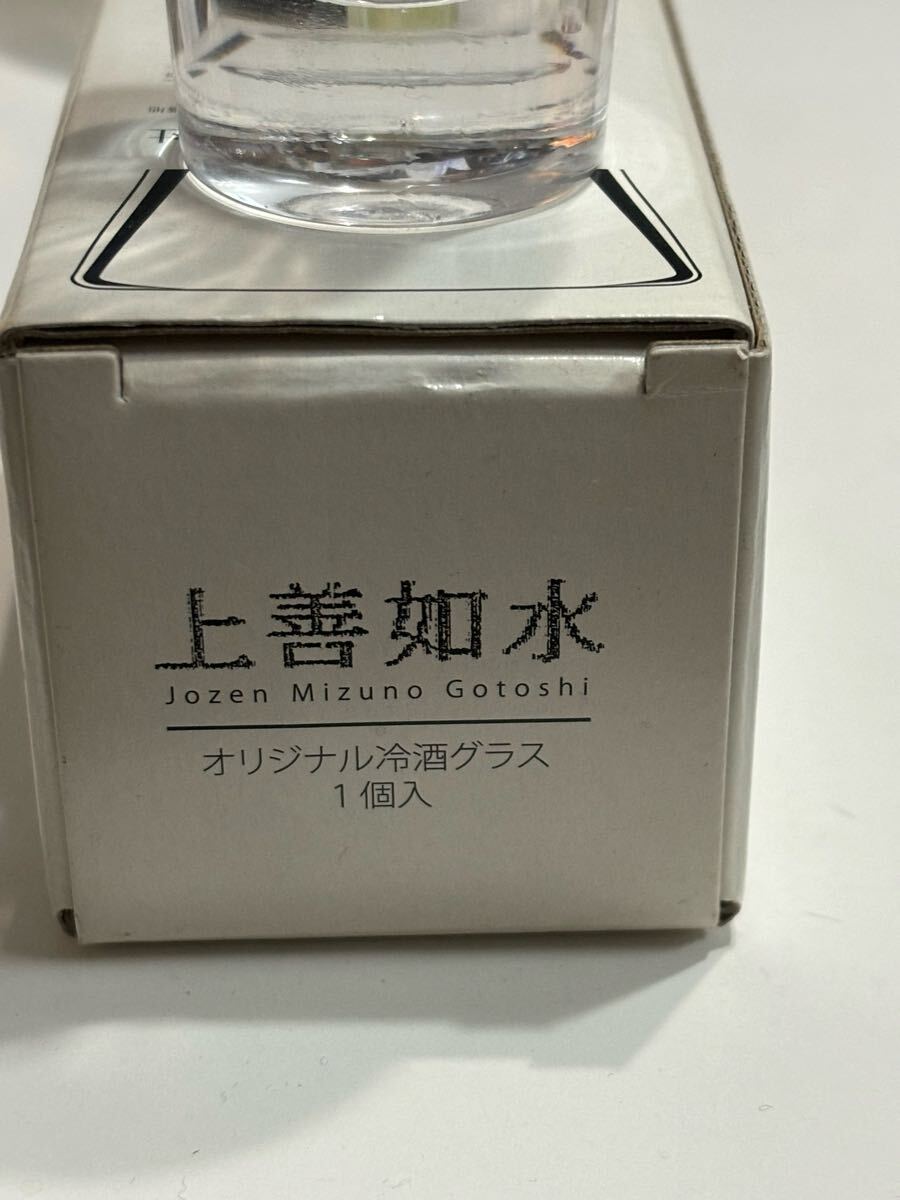 上善如水
Jozen Mizuno Gotoshi
オリジナル冷酒グラス
1個入